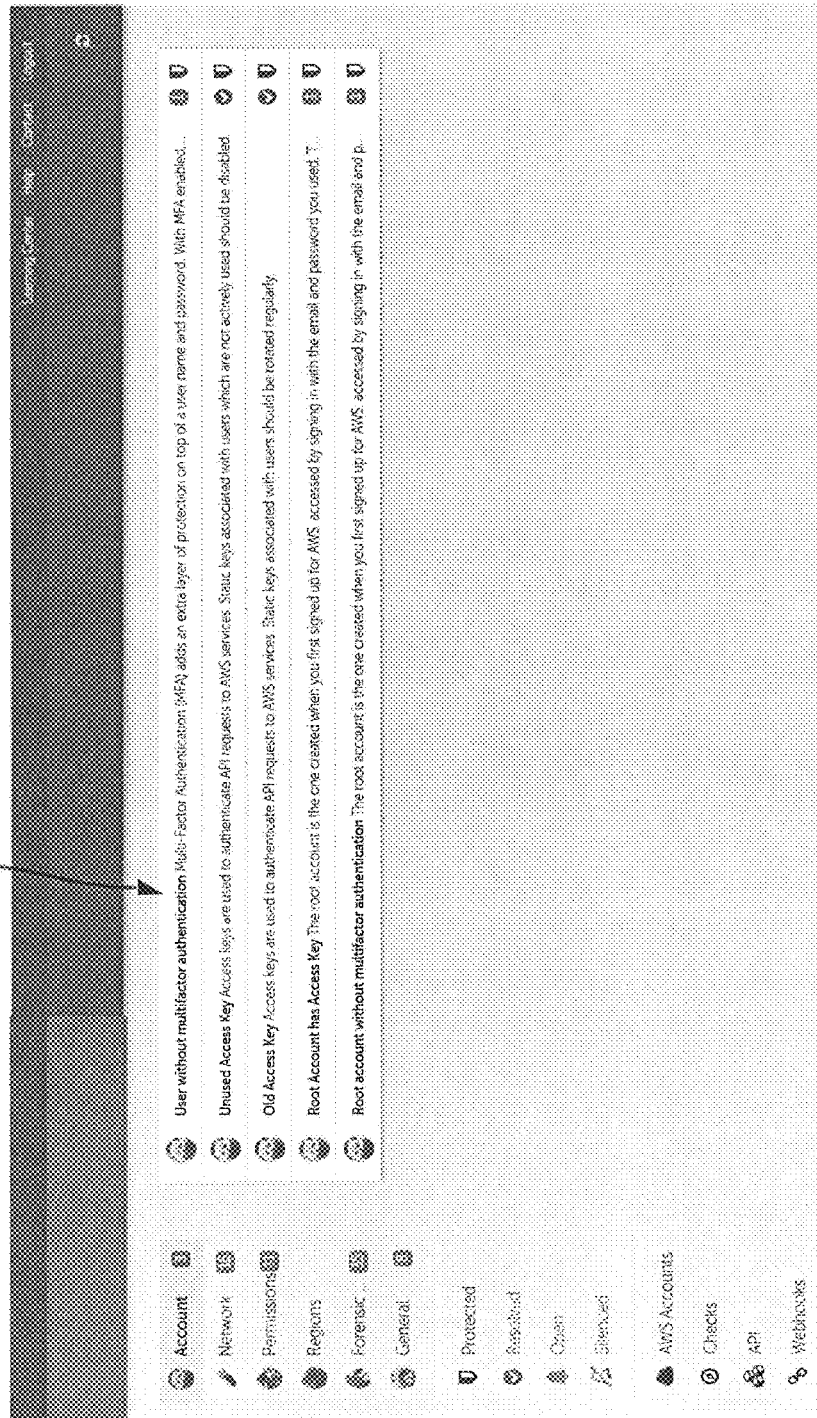 Help
User without multifactor authentication Multi-Factor Authentication (MFA) adds an extra layer of protection on top of a user name and password. With MFA enabled,...
Unused Access Key Access keys are used to authenticate API requests to AWS services. Static keys associated with users which are not actively used should be disabled.
Old Access Key Access keys are used to authenticate API requests to AWS services. Static keys associated with users should be rotated regularly.
Root Account has Access Key The root account is the one created when you first signed up for AWS, accessed by signing in with the email and password you used. T...
Root account without multifactor authentication The root account is the one created when you first signed up for AWS, accessed by signing in with the email and p...
Account
Network
Permissions
Regions
Forensic
General
Protected
Resolved
Open
Silenced
AWS Accounts
Checks
API
Webhooks